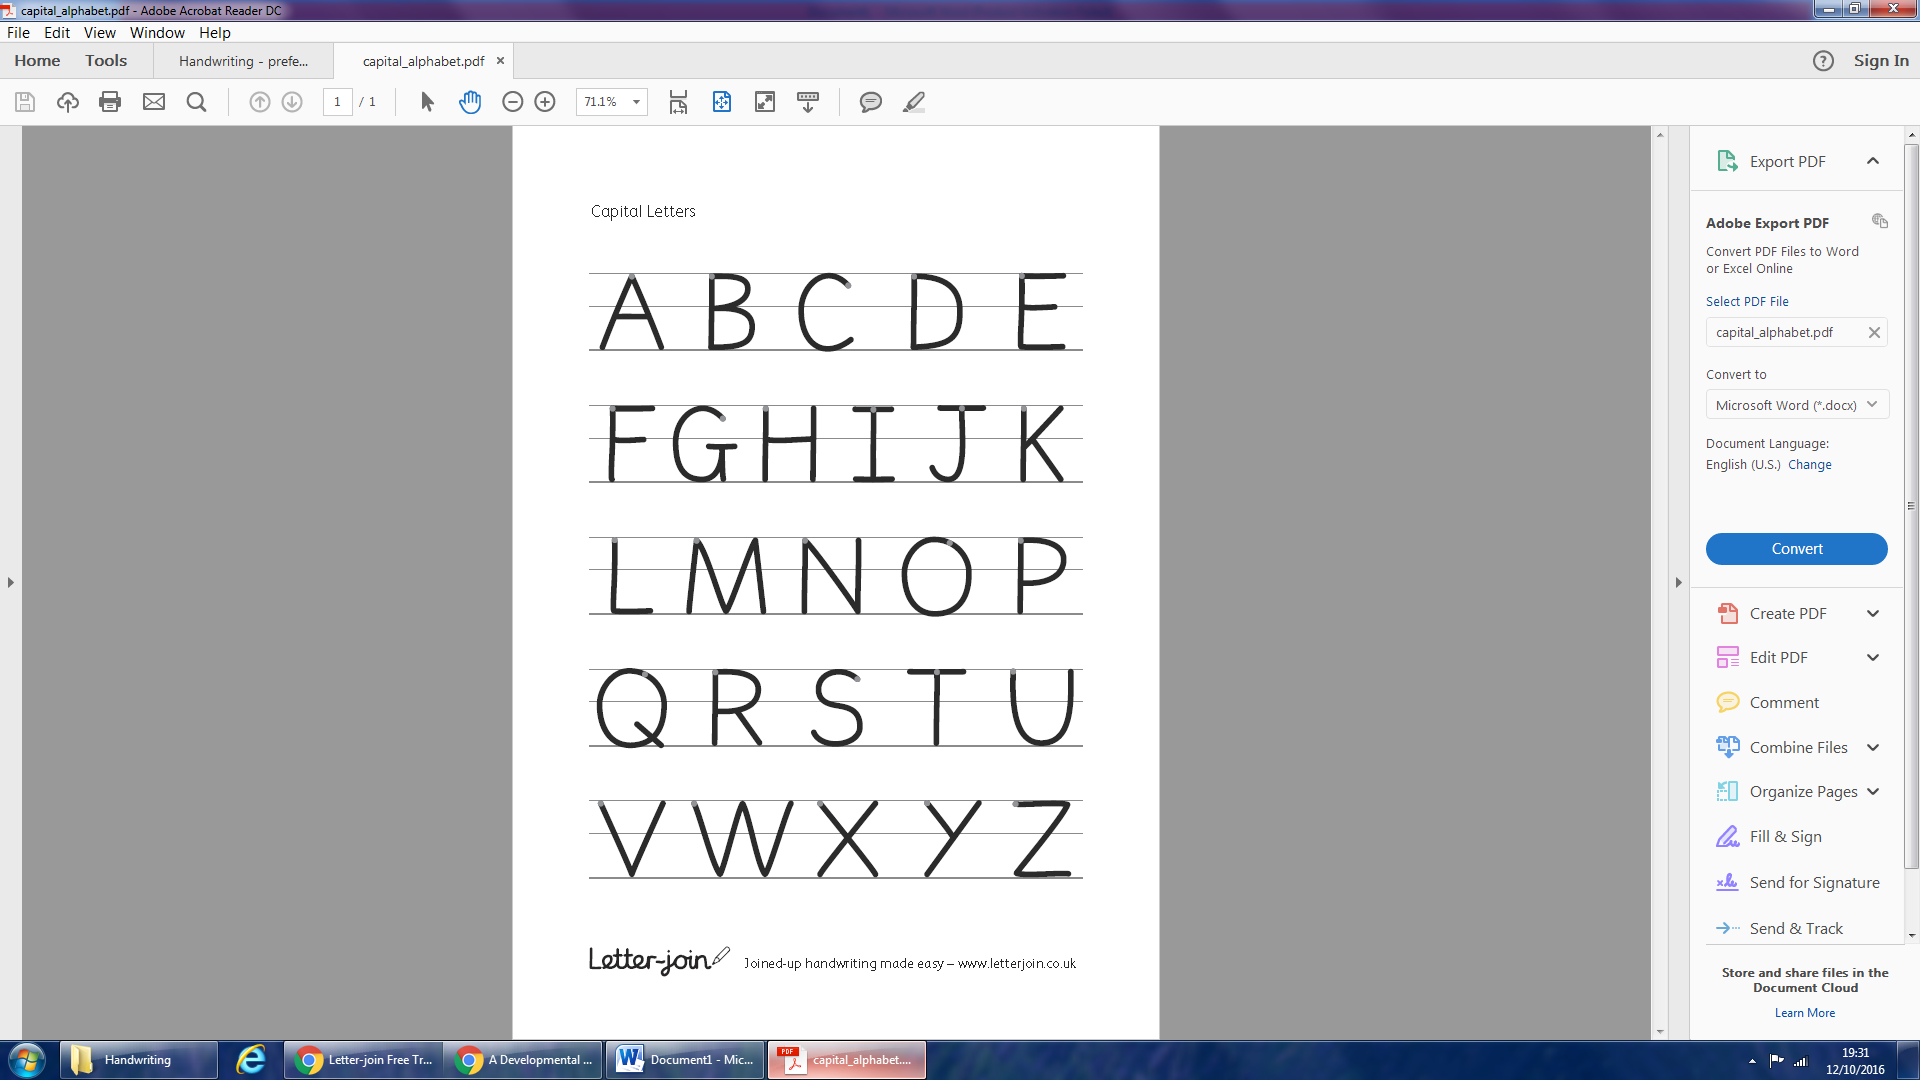 capital_alphabet.pdf - Adobe Acrobat Reader DC
File Edit View Window Help
Home Tools Handwriting - prefe... capital_alphabet.pdf × Sign In
1 / 1 71.1%
Capital Letters
A B C D E
F G H I J K
L M N O P
Q R S T U
V W X Y Z
Letter-join Joined-up handwriting made easy – www.letterjoin.co.uk
Export PDF
Adobe Export PDF
Convert PDF Files to Word
or Excel Online
Select PDF File
capital_alphabet.pdf
Convert to
Microsoft Word (*.docx)
Document Language:
English (U.S.) Change
Convert
Create PDF
Edit PDF
Comment
Combine Files
Organize Pages
Fill & Sign
Send for Signature
Send & Track
Store and share files in the
Document Cloud
Learn More
Handwriting Letter-join Free Tr... A Developmental ... Document1 - Mic... capital_alphabet....
19:31
12/10/2016